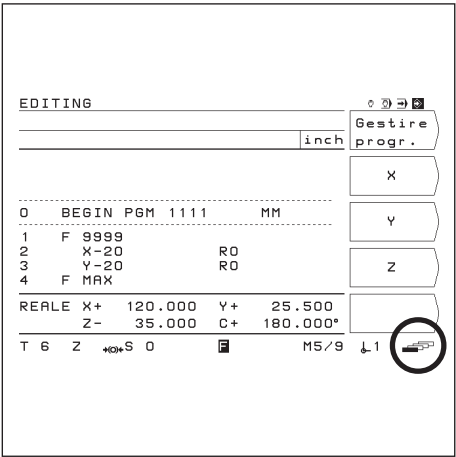 EDITING
Gestire
progr.
inch
X
0 BEGIN PGM 1111 MM
Y
1 F 9999
2 X-20 R0
3 Y-20 R0
Z
4 F MAX
REALE X+ 120.000 Y+ 25.500
Z- 35.000 C+ 180.000°
T 6 Z S 0 F M5/9 1